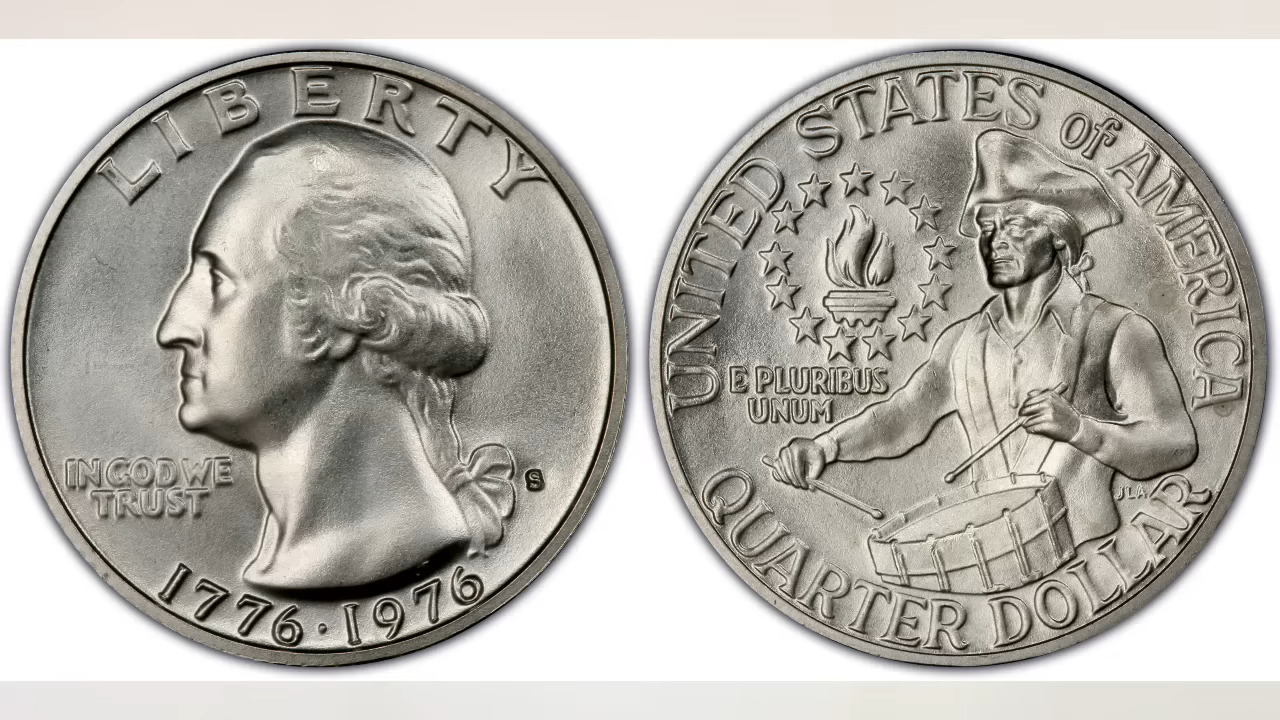 LIBERTY
IN GOD WE
TRUST
S
1776·1976
UNITED STATES of AMERICA
E PLURIBUS
UNUM
JLA
QUARTER DOLLAR